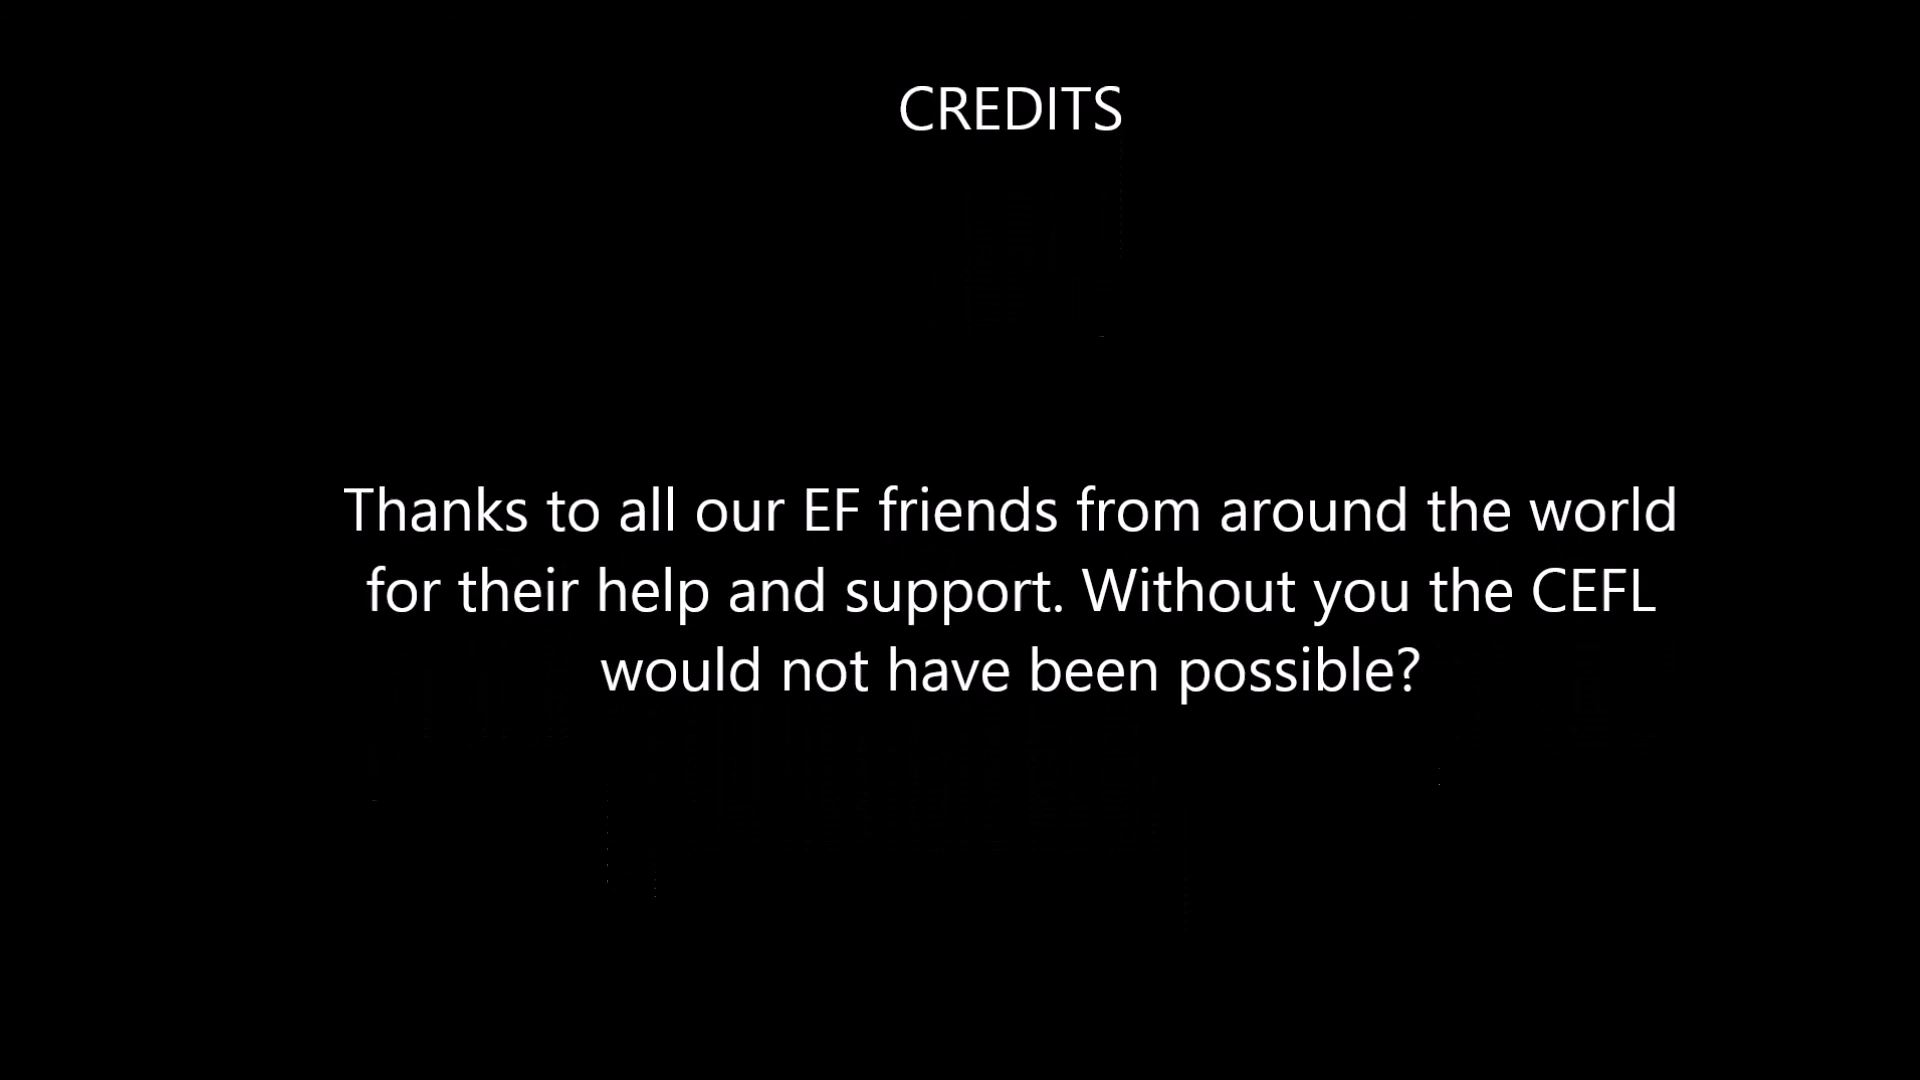 CREDITS
Thanks to all our EF friends from around the world
for their help and support. Without you the CEFL
would not have been possible?